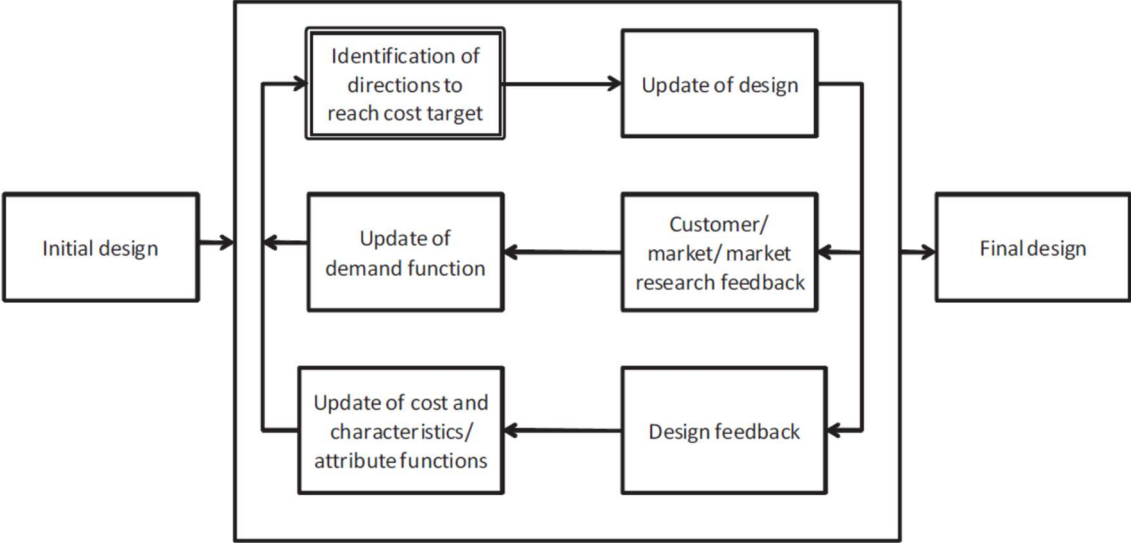 Identification of
directions to
reach cost target
Update of design
Initial design
Update of
demand function
Customer/
market/ market
research feedback
Final design
Update of cost and
characteristics/
attribute functions
Design feedback